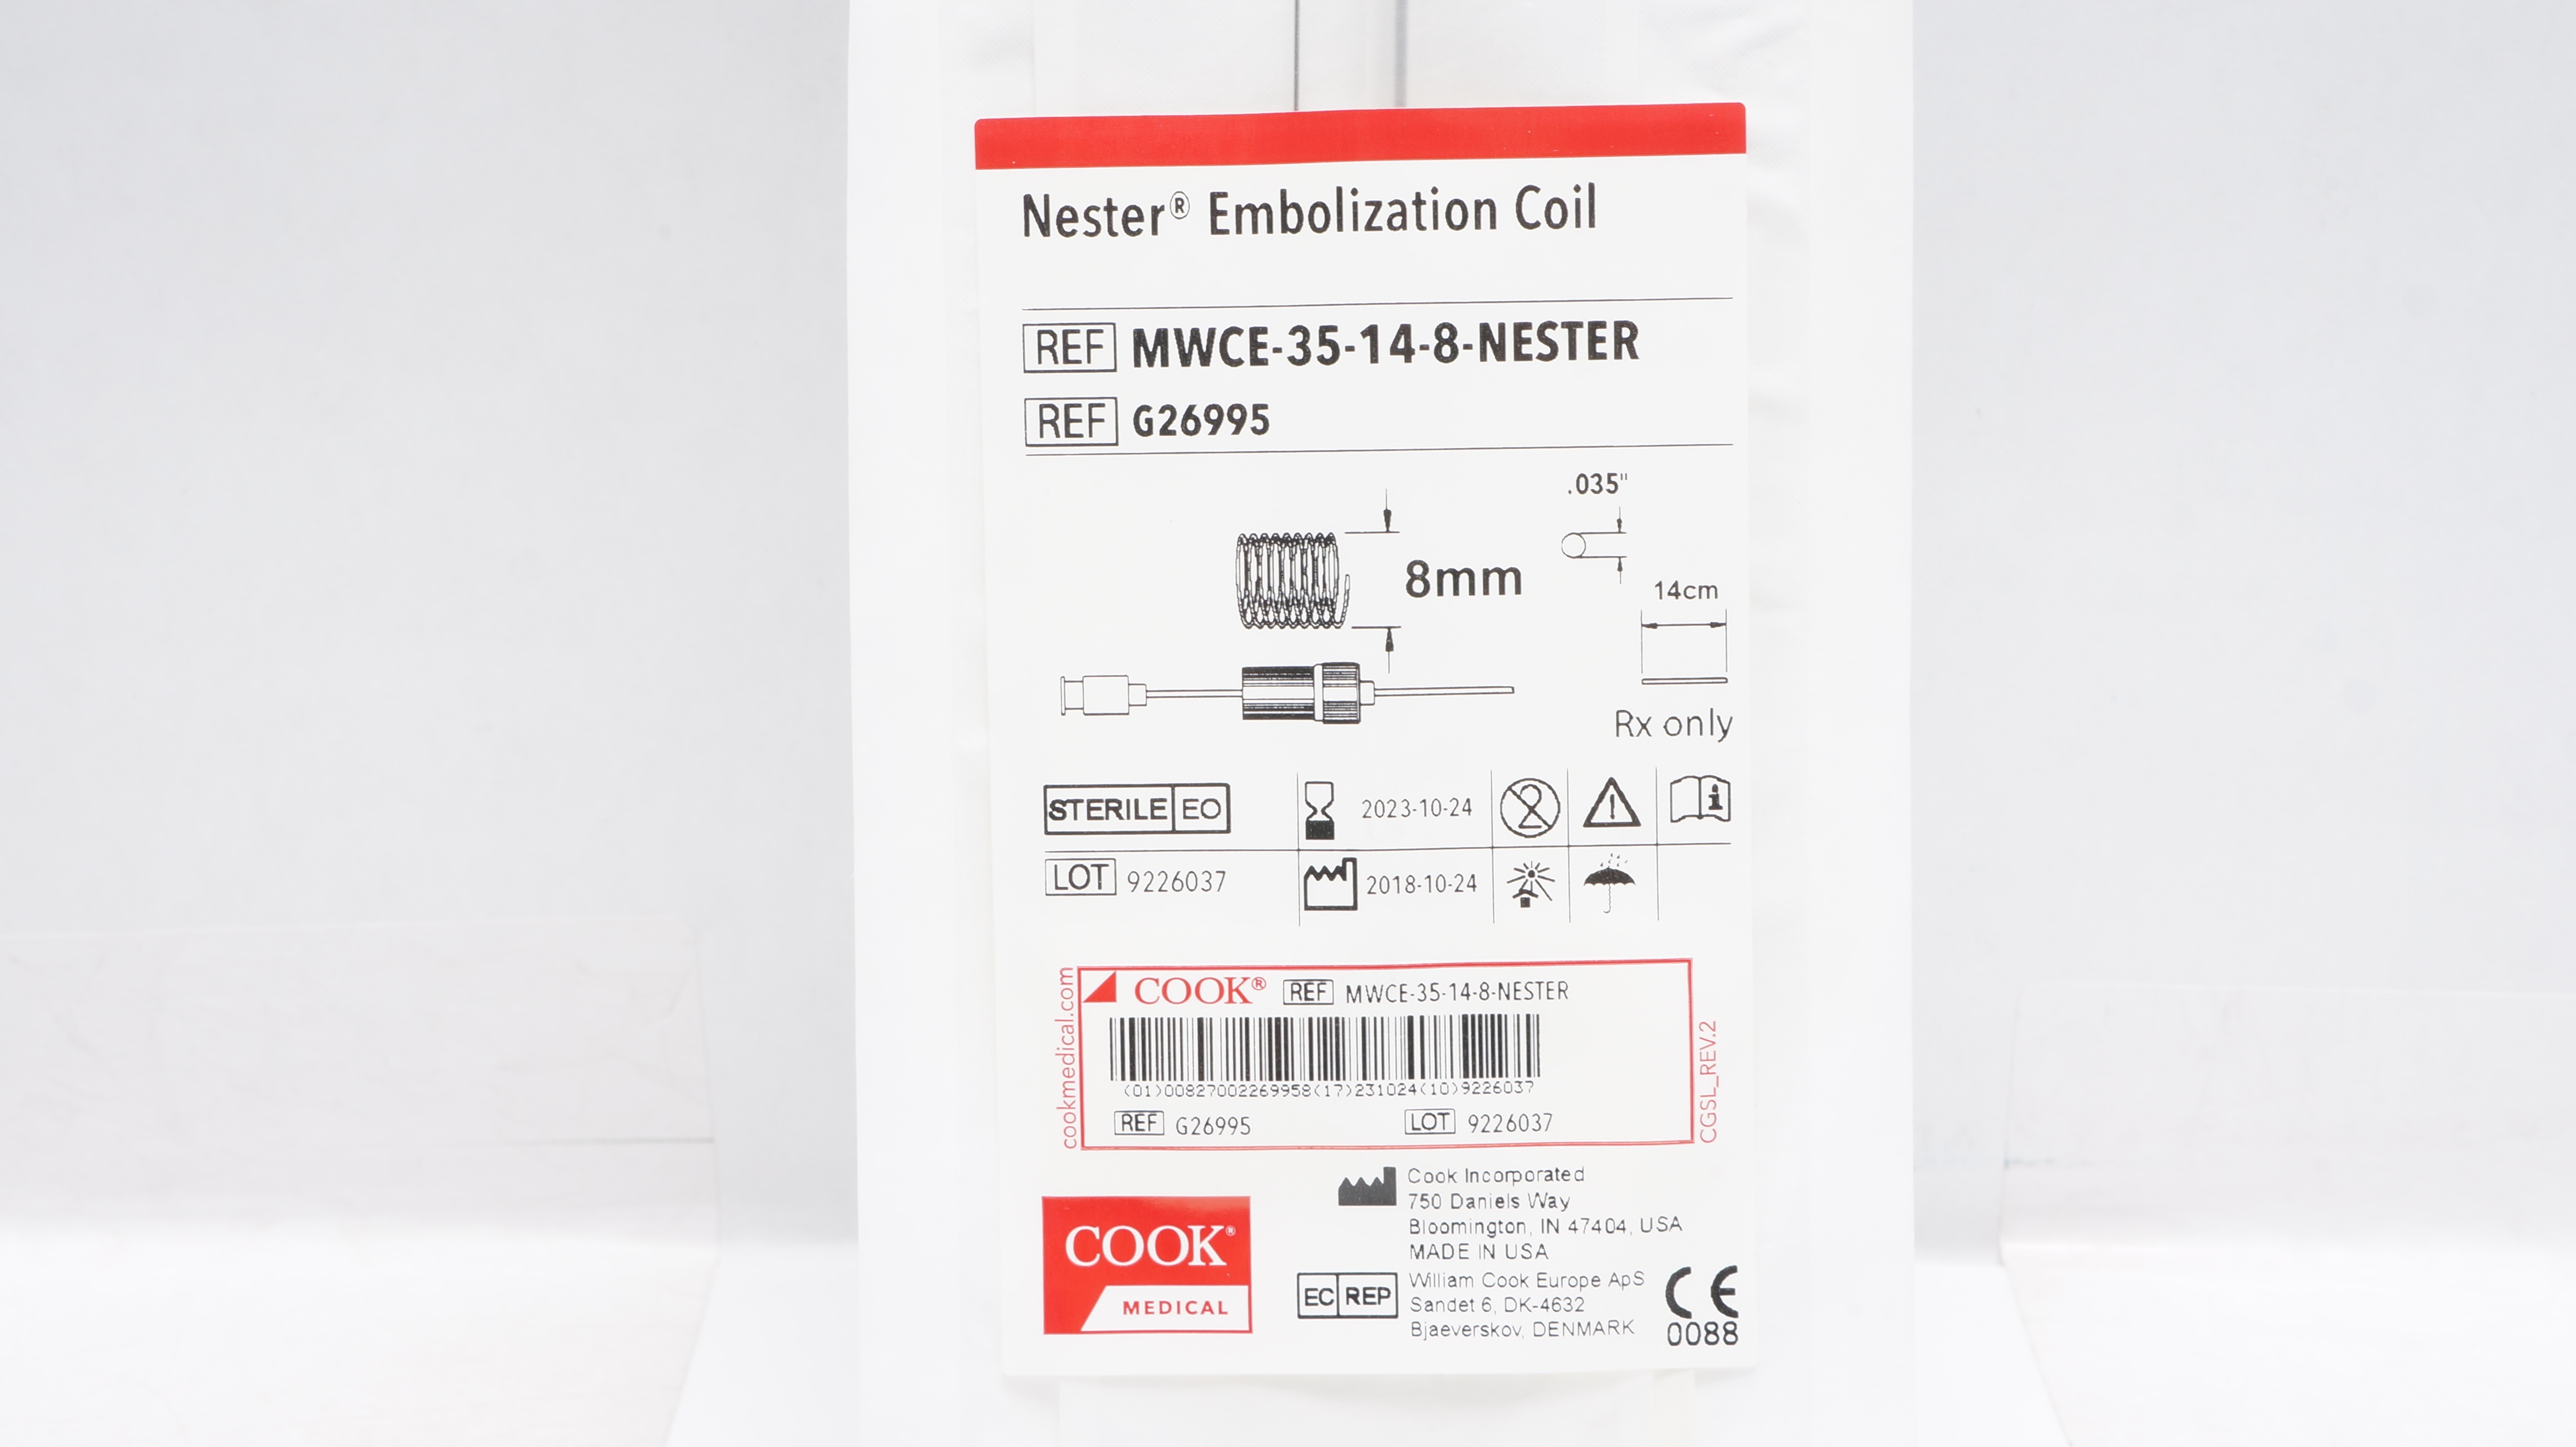 Nester® Embolization Coil
REF MWCE-35-14-8-NESTER
REF G26995
.035"
8mm
14cm
Rx only
STERILE EO 2023-10-24
LOT 9226037 2018-10-24
COOK® REF MWCE-35-14-8-NESTER
(01)00827002269958(17)231024(10)9226037
REF G26995 LOT 9226037
cookmedical.com
CGSL_REV.2
Cook Incorporated
750 Daniels Way
Bloomington, IN 47404, USA
MADE IN USA
COOK®
MEDICAL
EC REP
William Cook Europe ApS
Sandet 6, DK-4632
Bjaeverskov, DENMARK
CE
0088